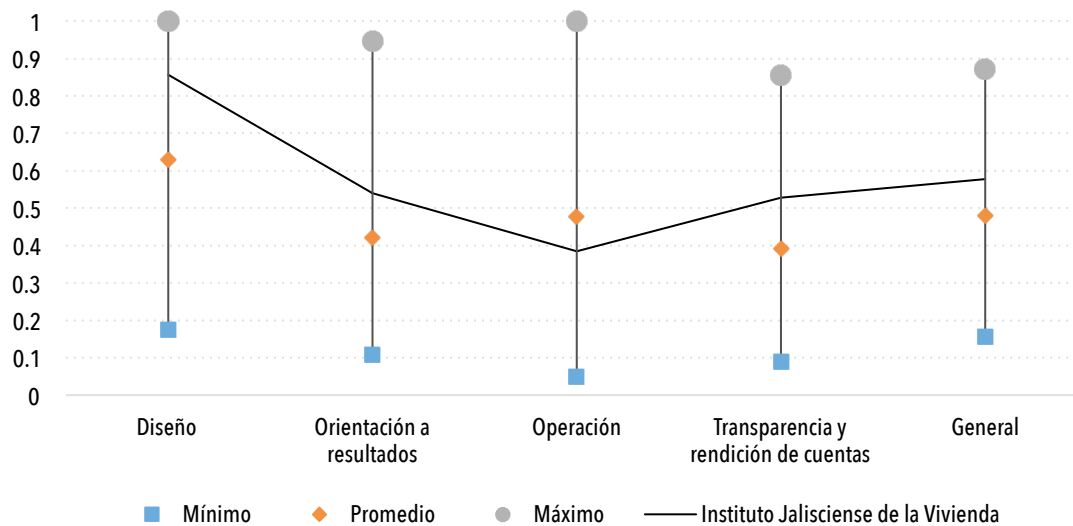 1
0.9
0.8
0.7
0.6
0.5
0.4
0.3
0.2
0.1
0
Diseño
Orientación a
resultados
Operación
Transparencia y
rendición de cuentas
General
Mínimo
Promedio
Máximo
Instituto Jalisciense de la Vivienda